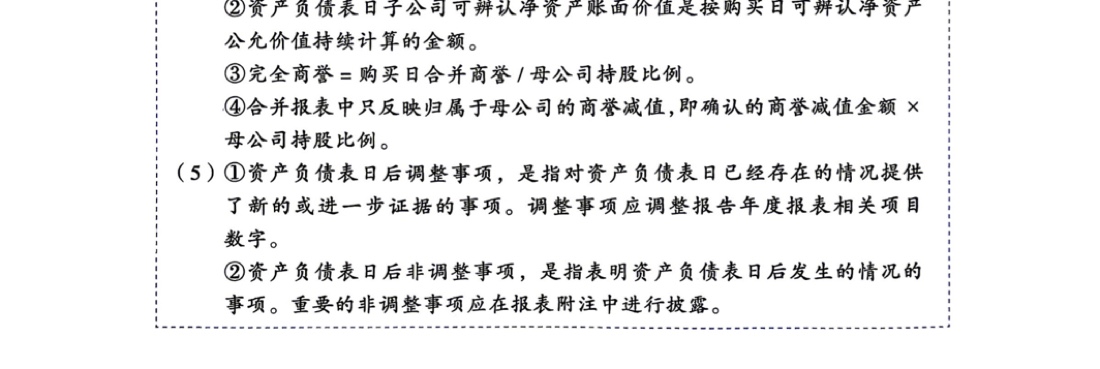 ②资产负债表日子公司可辨认净资产账面价值是按购买日可辨认净资产
公允价值持续计算的金额。
③完全商誉 = 购买日合并商誉 / 母公司持股比例。
④合并报表中只反映归属于母公司的商誉减值,即确认的商誉减值金额 ×
母公司持股比例。
（5）①资产负债表日后调整事项，是指对资产负债表日已经存在的情况提供
了新的或进一步证据的事项。调整事项应调整报告年度报表相关项目
数字。
②资产负债表日后非调整事项，是指表明资产负债表日后发生的情况的
事项。重要的非调整事项应在报表附注中进行披露。